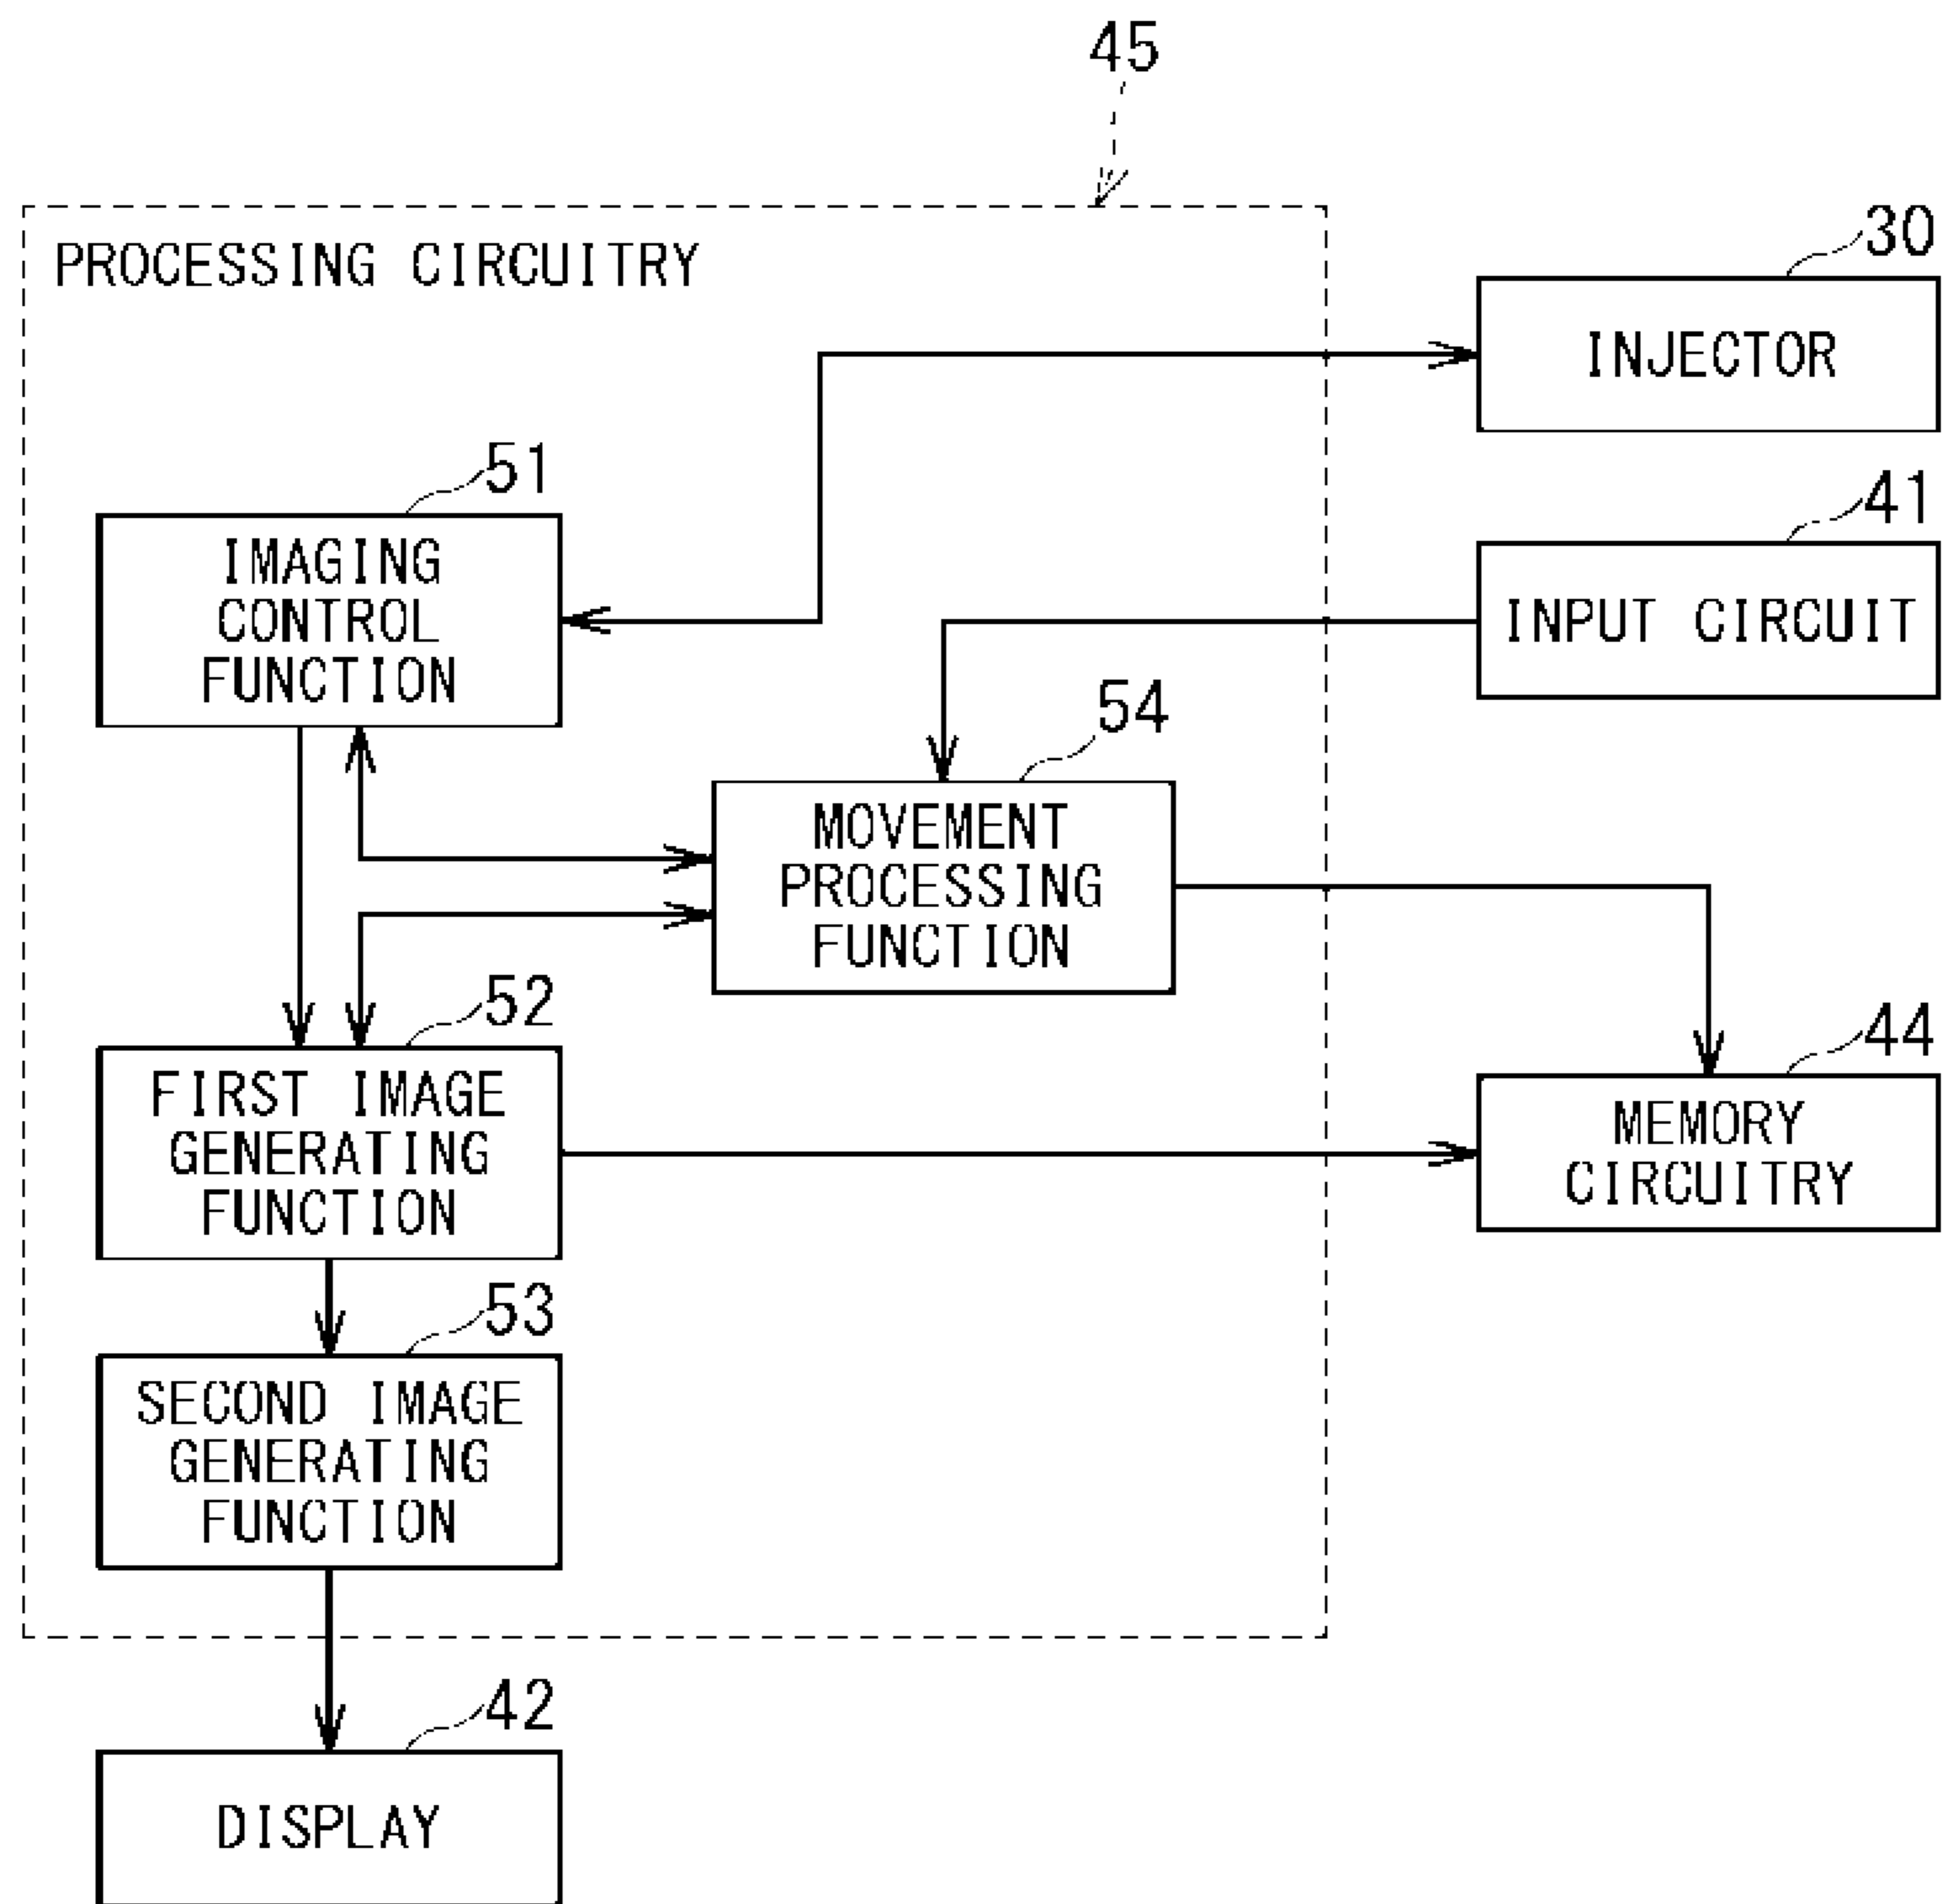 45
PROCESSING CIRCUITRY
30
INJECTOR
51
IMAGING
CONTROL
FUNCTION
41
INPUT CIRCUIT
54
MOVEMENT
PROCESSING
FUNCTION
52
FIRST IMAGE
GENERATING
FUNCTION
44
MEMORY
CIRCUITRY
53
SECOND IMAGE
GENERATING
FUNCTION
42
DISPLAY